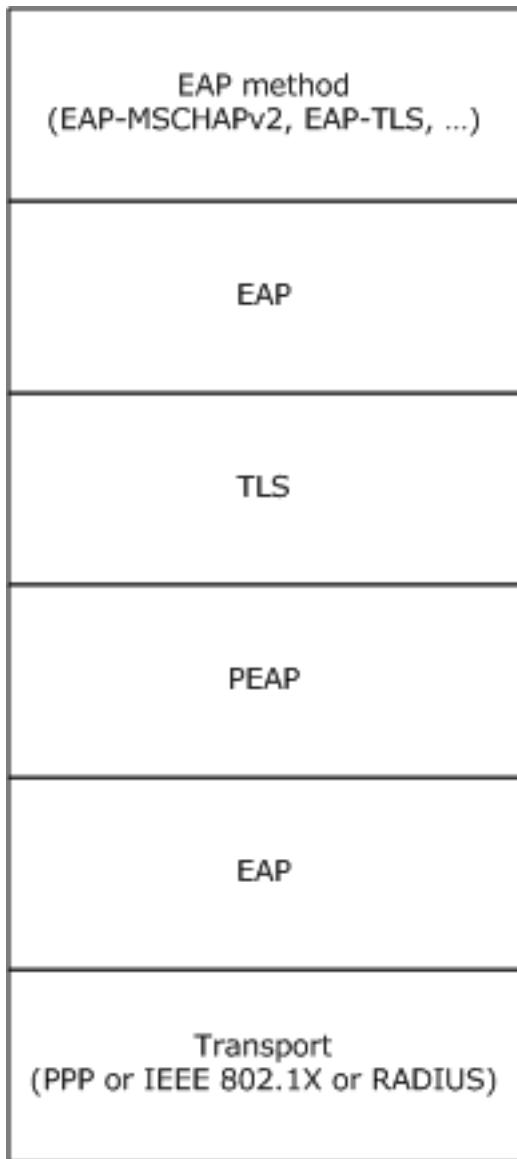 EAP method
(EAP-MSCHAPv2, EAP-TLS, ...)
EAP
TLS
PEAP
EAP
Transport
(PPP or IEEE 802.1X or RADIUS)